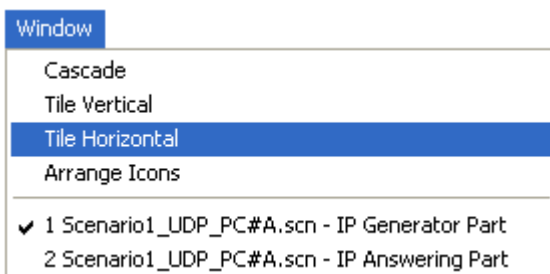 Window
Cascade
Tile Vertical
Tile Horizontal
Arrange Icons
✔ 1 Scenario1_UDP_PC#A.scn - IP Generator Part
2 Scenario1_UDP_PC#A.scn - IP Answering Part